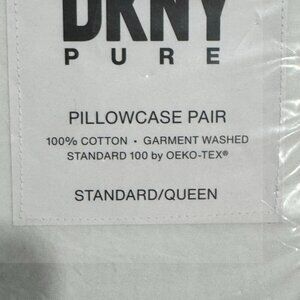 DKNY
PURE
PILLOWCASE PAIR
100% COTTON • GARMENT WASHED
STANDARD 100 by OEKO-TEX®
STANDARD/QUEEN